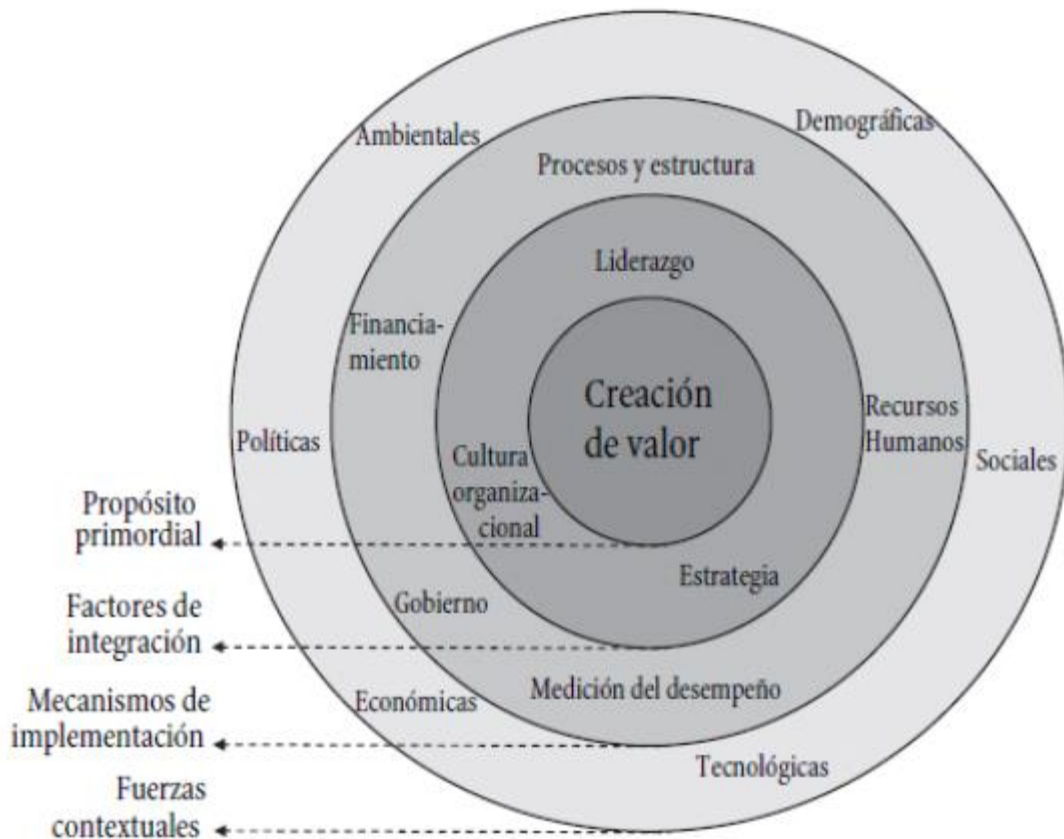 Ambientales
Demográficas
Procesos y estructura
Liderazgo
Financia-
miento
Creación
de valor
Recursos
Humanos
Políticas
Sociales
Cultura
organiza-
cional
Propósito
primordial
Estrategia
Gobierno
Factores de
integración
Medición del desempeño
Económicas
Mecanismos de
implementación
Tecnológicas
Fuerzas
contextuales